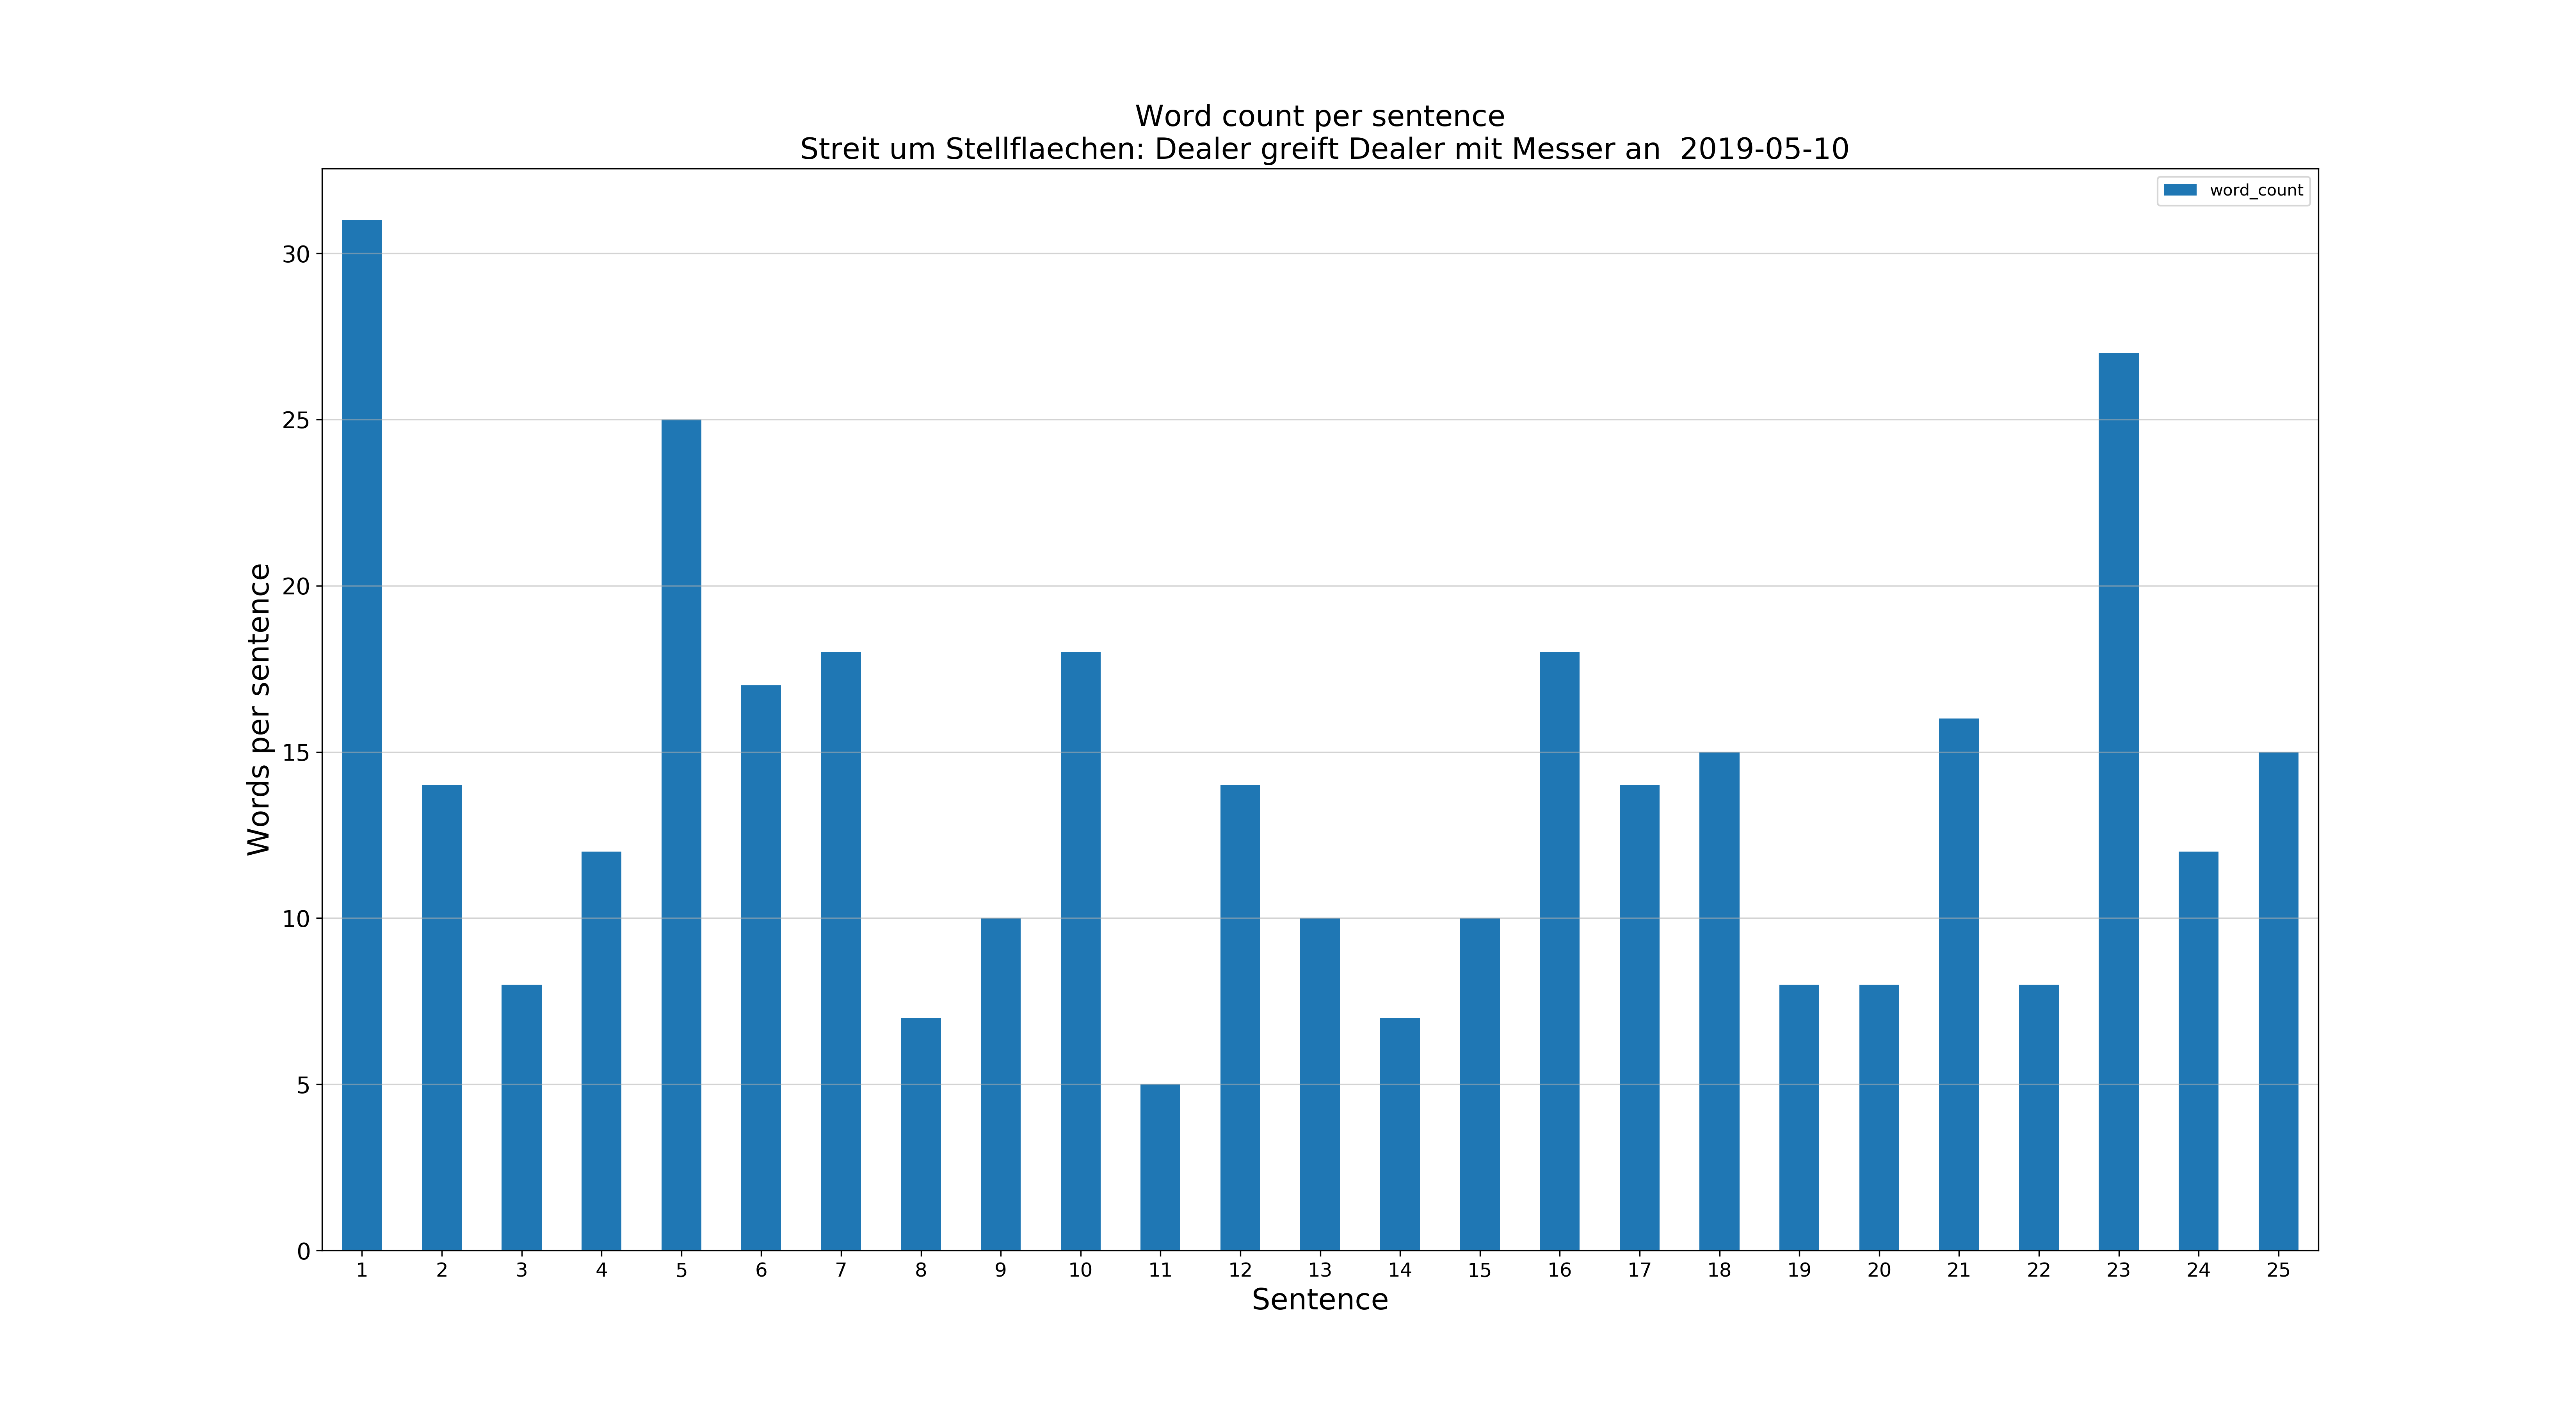 Word count per sentence
Streit um Stellflaechen: Dealer greift Dealer mit Messer an  2019-05-10
word_count
Words per sentence
30
25
20
15
10
5
0
1 2 3 4 5 6 7 8 9 10 11 12 13 14 15 16 17 18 19 20 21 22 23 24 25
Sentence